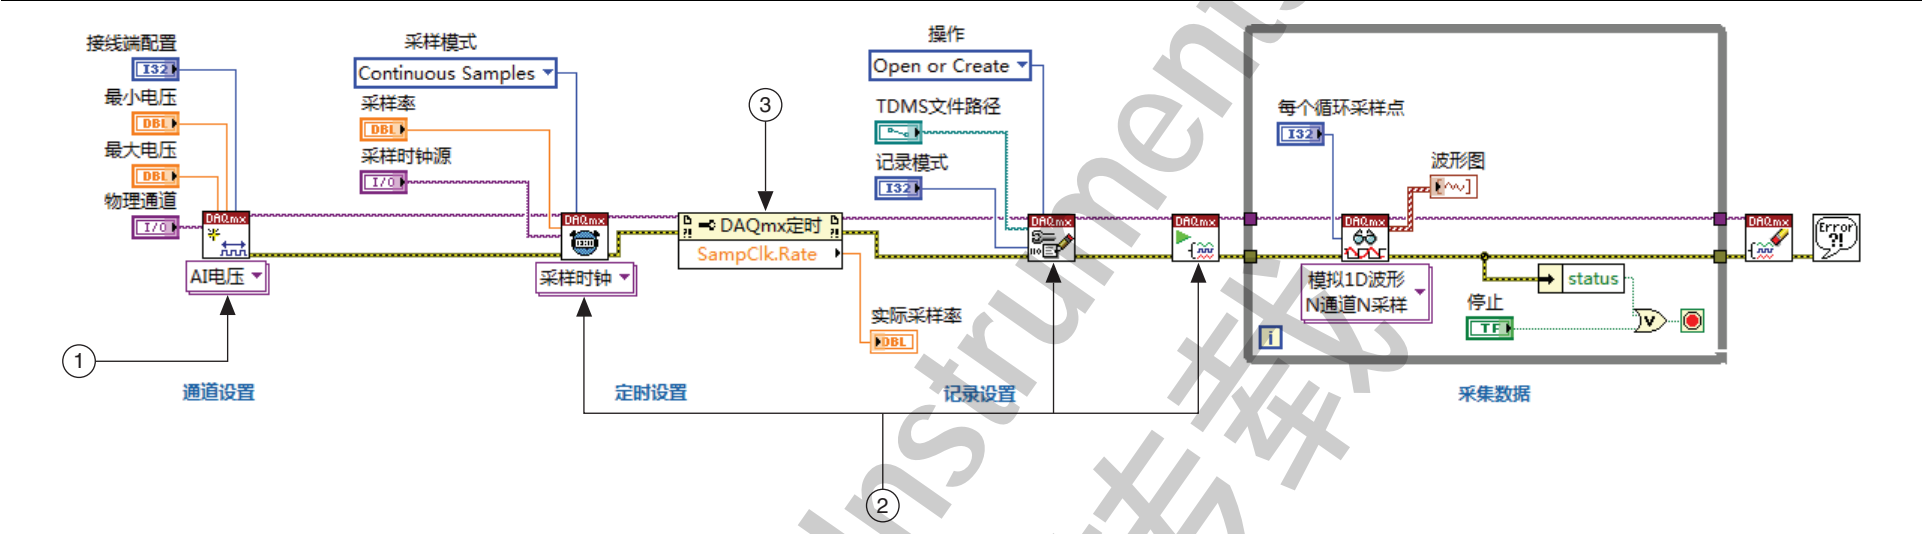 接线端配置
I32
最小电压
DBL
最大电压
DBL
物理通道
I/O
DAQmx
AI电压
1
通道设置
采样模式
Continuous Samples
采样率
DBL
采样时钟源
I/O
DAQmx
采样时钟
定时设置
3
DAQmx定时
SampClk.Rate
实际采样率
DBL
操作
Open or Create
TDMS文件路径
记录模式
I32
DAQmx
记录设置
2
DAQmx
每个循环采样点
I32
波形图
DAQmx
模拟1D波形
N通道N采样
status
停止
TF
V
i
采集数据
DAQmx
Error
?!
Instruments
转载